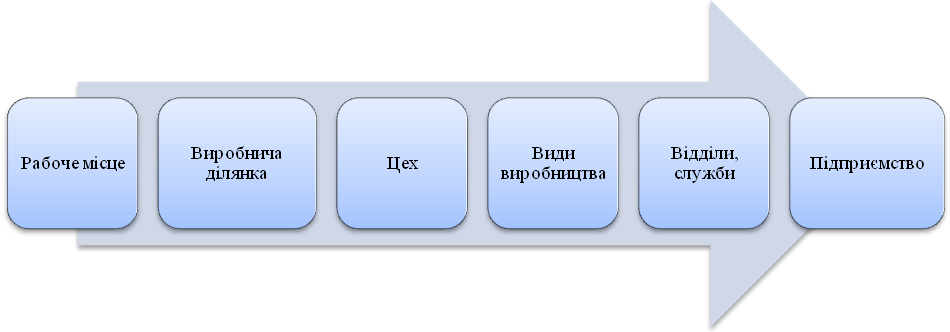 Рабоче місце
Виробнича
ділянка
Цех
Види
виробництва
Відділи,
служби
Підприємство